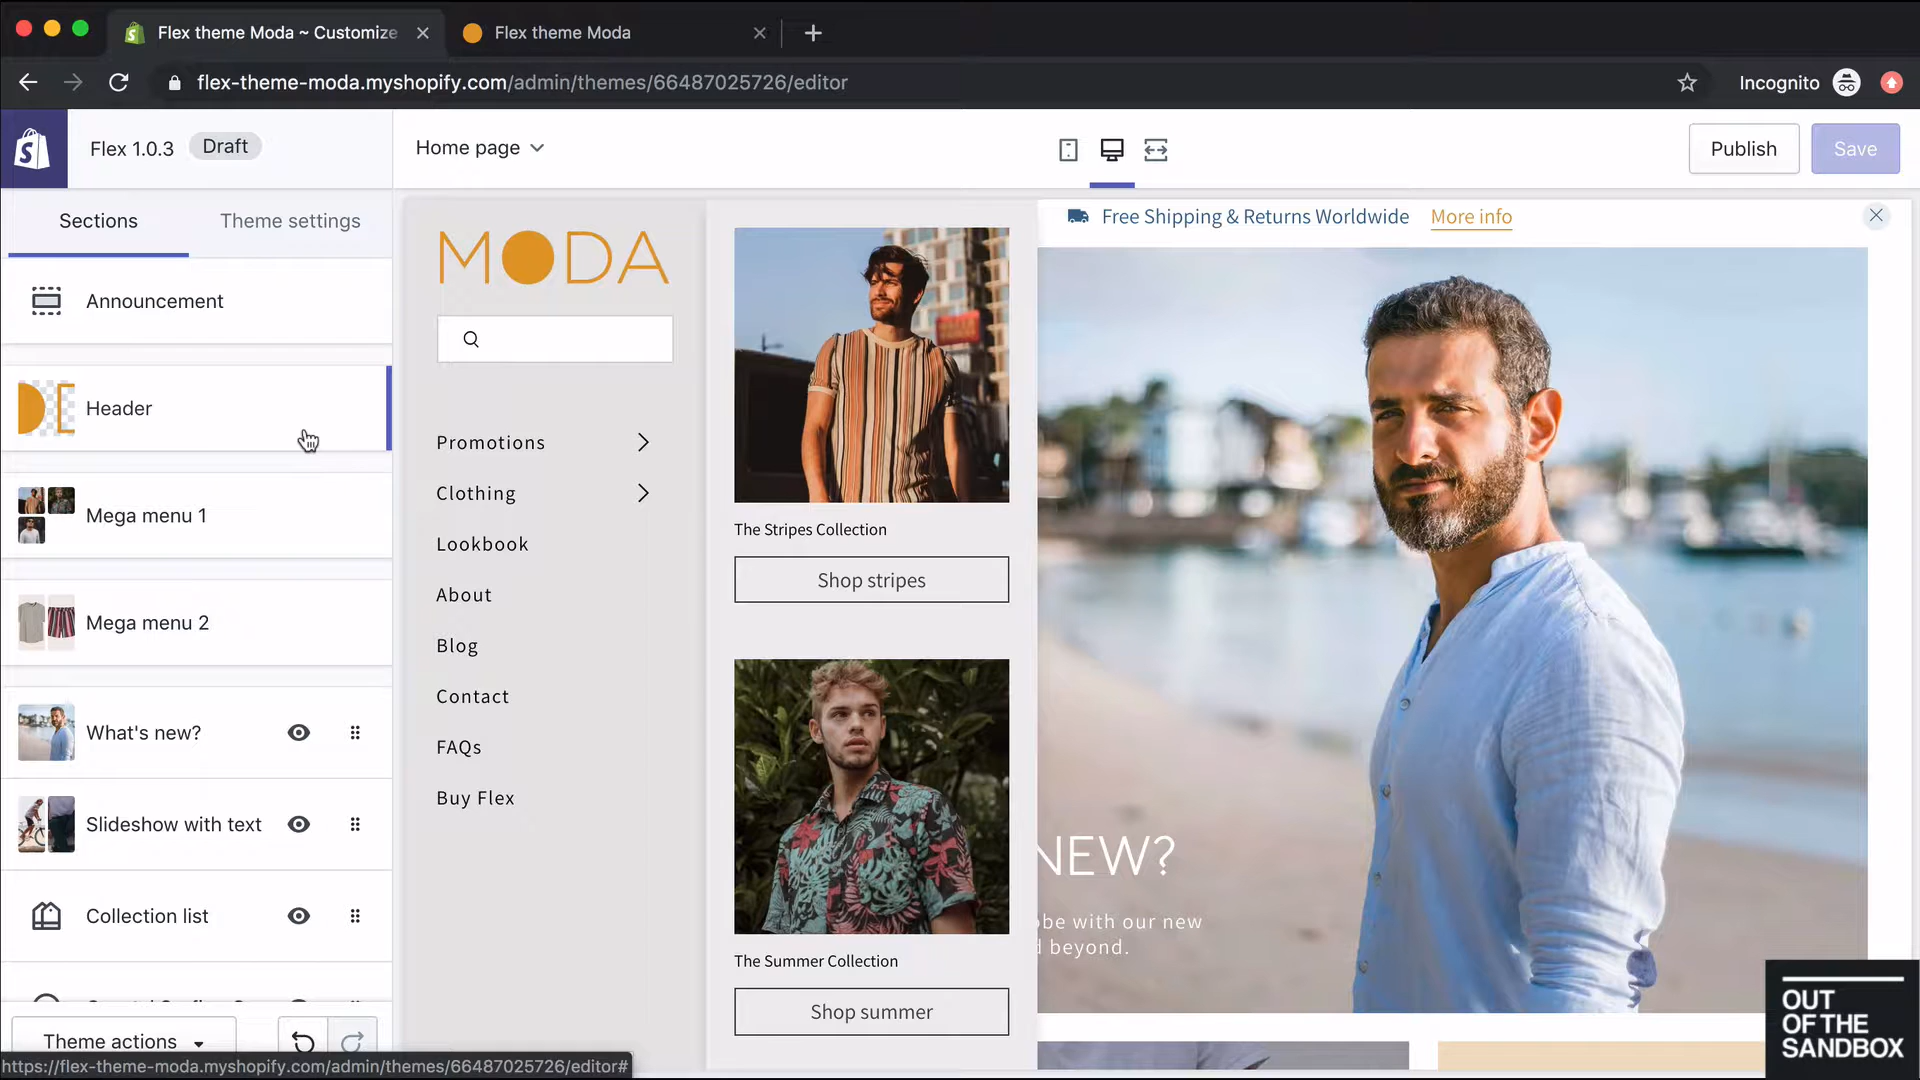 Flex theme Moda ~ Customize
Flex theme Moda
flex-theme-moda.myshopify.com/admin/themes/66487025726/editor
Incognito
Flex 1.0.3
Draft
Home page
Publish
Save
Sections
Theme settings
Announcement
Header
Mega menu 1
Mega menu 2
What's new?
Slideshow with text
Collection list
Theme actions
https://flex-theme-moda.myshopify.com/admin/themes/66487025726/editor#
MODA
Promotions
Clothing
Lookbook
About
Blog
Contact
FAQs
Buy Flex
The Stripes Collection
Shop stripes
The Summer Collection
Shop summer
Free Shipping & Returns Worldwide
More info
NEW?
with our new
beyond.
OUT
OF THE
SANDBOX